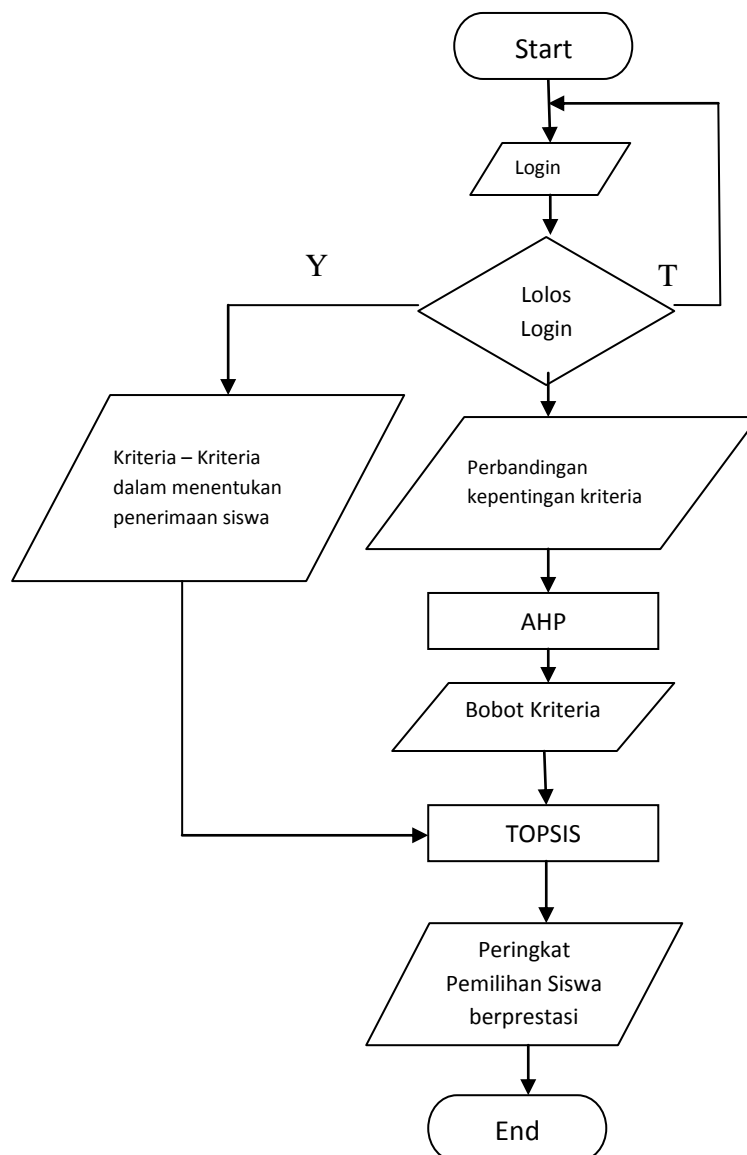 Start
Login
Y
T
Lolos
Login
Kriteria – Kriteria
dalam menentukan
penerimaan siswa
Perbandingan
kepentingan kriteria
AHP
Bobot Kriteria
TOPSIS
Peringkat
Pemilihan Siswa
berprestasi
End